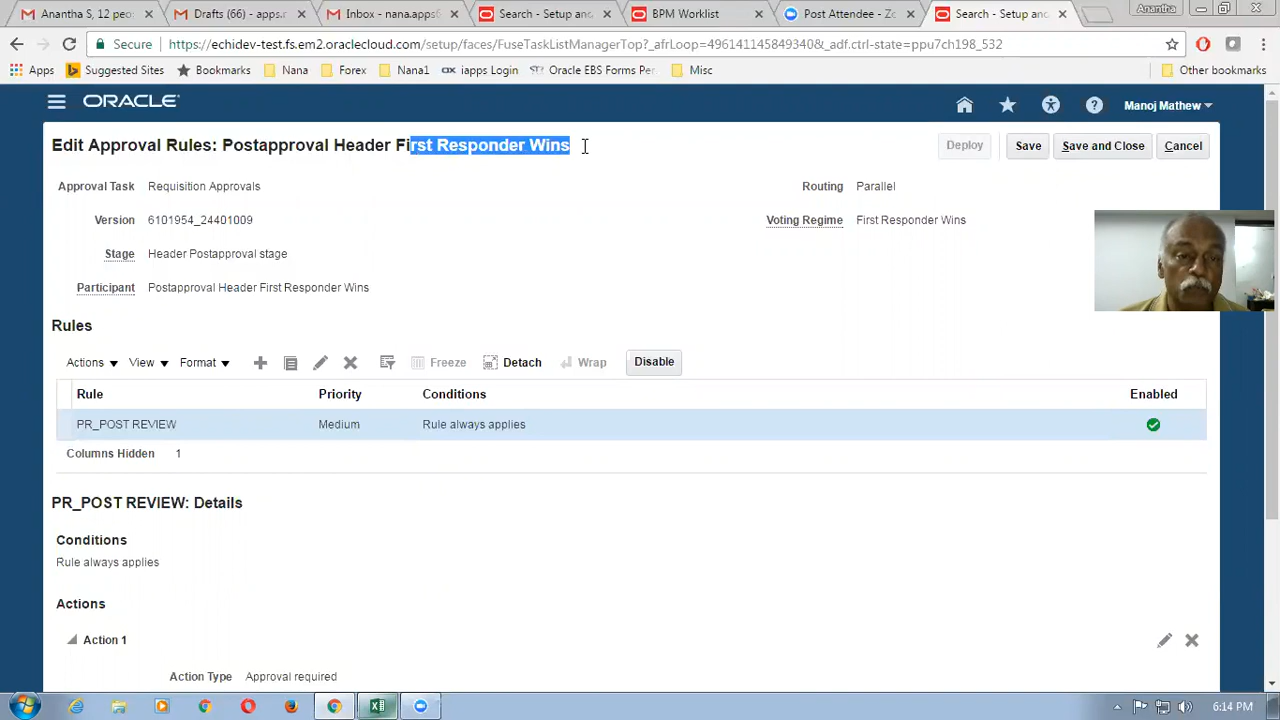 Anantha S: 12 peo
Drafts (66) - apps.r
Inbox - nana.apps6
Search - Setup and
BPM Worklist
Post Attendee - Zo
Search - Setup and
Anantha
Secure
https://echidev-test.fs.em2.oraclecloud.com/setup/faces/FuseTaskListManagerTop?_afrLoop=4961411458493408&_adf.ctrl-state=ppu7ch198_532
Apps
Suggested Sites
Bookmarks
Nana
Forex
Nana1
iapps Login
Oracle EBS Forms Pe
Misc
Other bookmarks
ORACLE
Manoj Mathew
Edit Approval Rules: Postapproval Header First Responder Wins
Deploy
Save
Save and Close
Cancel
Approval Task Requisition Approvals
Routing Parallel
Version 6101954_24401009
Voting Regime First Responder Wins
Stage Header Postapproval stage
Participant Postapproval Header First Responder Wins
Rules
Actions View Format Freeze Detach Wrap Disable
Rule Priority Conditions Enabled
PR_POST REVIEW Medium Rule always applies
Columns Hidden 1
PR_POST REVIEW: Details
Conditions
Rule always applies
Actions
Action 1
Action Type Approval required
6:14 PM